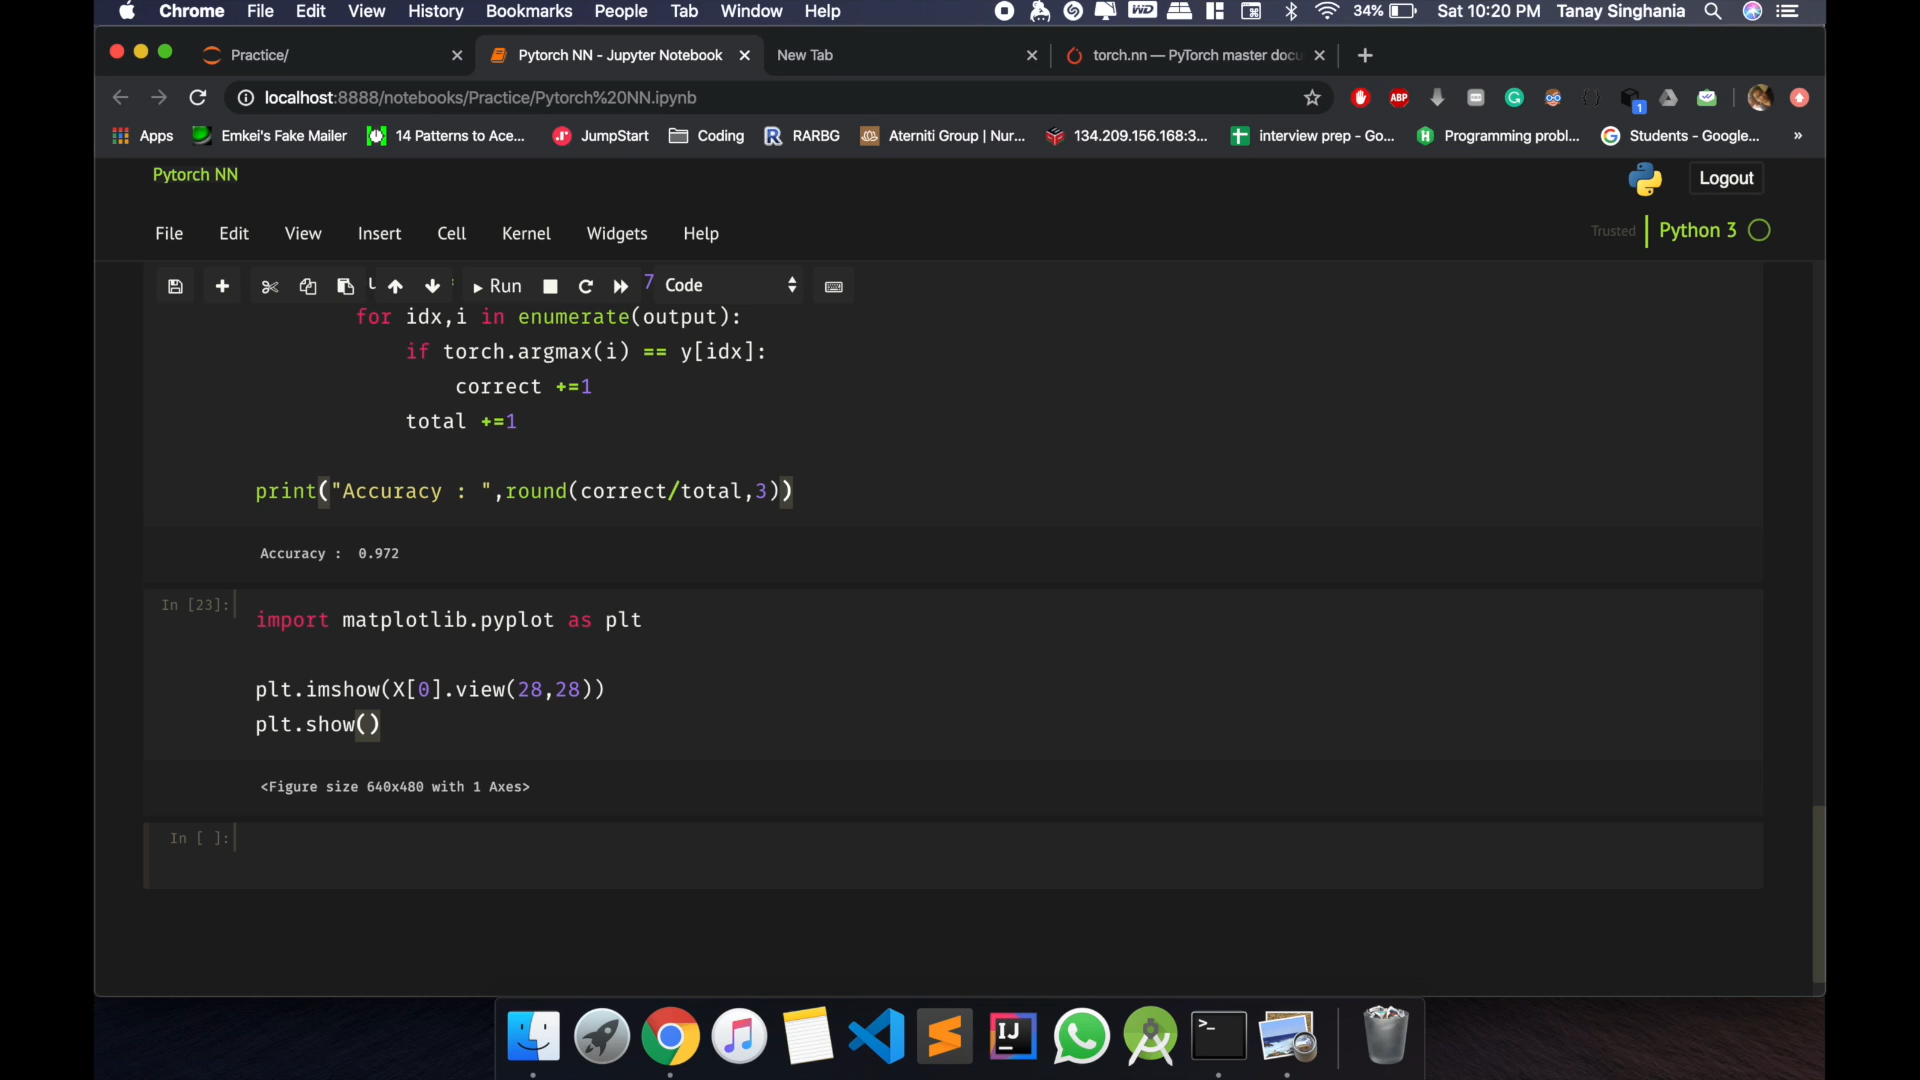 Chrome File Edit View History Bookmarks People Tab Window Help 34% Sat 10:20 PM Tanay Singhania
Practice/ Pytorch NN - Jupyter Notebook New Tab torch.nn — PyTorch master docu
localhost:8888/notebooks/Practice/Pytorch%20NN.ipynb ABP 1
Apps Emkei's Fake Mailer 14 Patterns to Ace... JumpStart Coding RARBG Aterniti Group | Nur... 134.209.156.168:3... interview prep - Go... Programming probl... Students - Google... »
Pytorch NN Logout
File Edit View Insert Cell Kernel Widgets Help Trusted Python 3
Run 7 Code
for idx,i in enumerate(output):
if torch.argmax(i) == y[idx]:
correct +=1
total +=1
print("Accuracy : ",round(correct/total,3))
Accuracy :  0.972
In [23]:
import matplotlib.pyplot as plt
plt.imshow(X[0].view(28,28))
plt.show()
<Figure size 640x480 with 1 Axes>
In [ ]:
IJ
>_